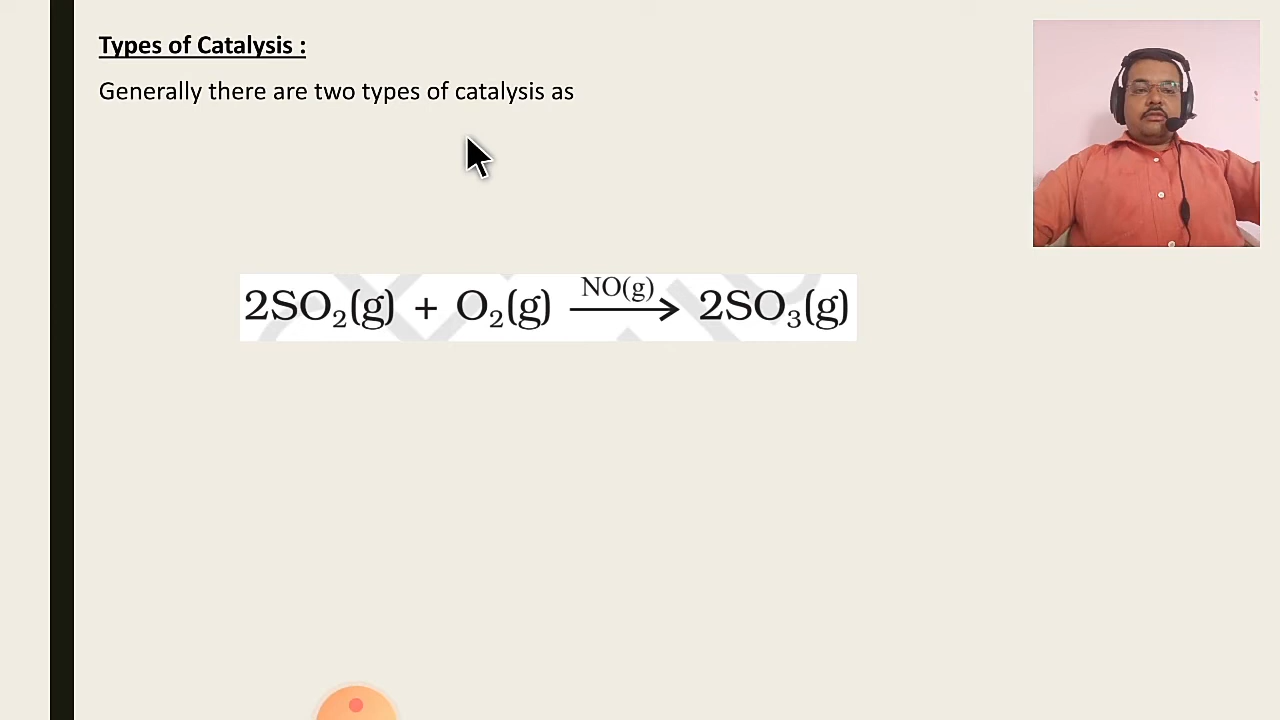 Types of Catalysis :
Generally there are two types of catalysis as
NO(g)
2SO₂(g) + O₂(g) ⟶ 2SO₃(g)